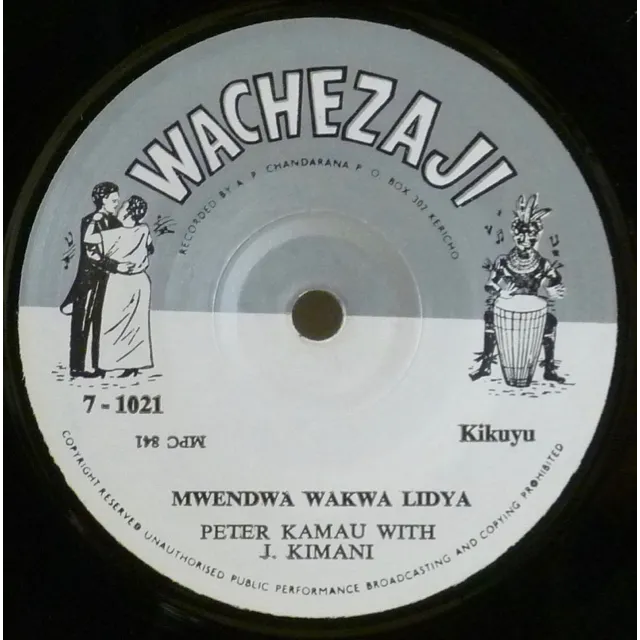 WACHEZAJI
RECORDED BY A. P. CHANDARANA P. O. BOX 302 KERICHO
7 - 1021
MPC 841
Kikuyu
MWENDWA WAKWA LIDYA
PETER KAMAU WITH
J. KIMANI
COPYRIGHT RESERVED UNAUTHORISED PUBLIC PERFORMANCE BROADCASTING AND COPYING PROHIBITED